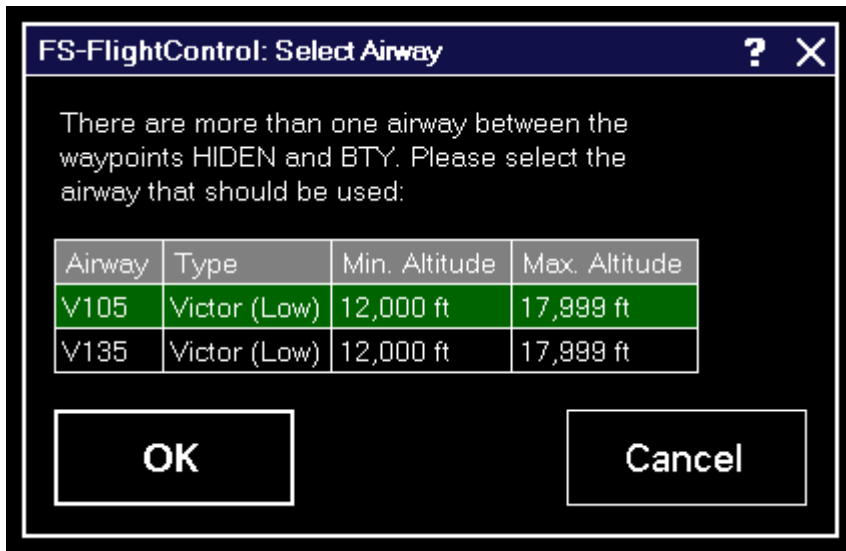 FS-FlightControl: Select Airway ? X
There are more than one airway between the
waypoints HIDEN and BTY. Please select the
airway that should be used:
Airway Type Min. Altitude Max. Altitude
V105 Victor (Low) 12,000 ft 17,999 ft
V135 Victor (Low) 12,000 ft 17,999 ft
OK Cancel